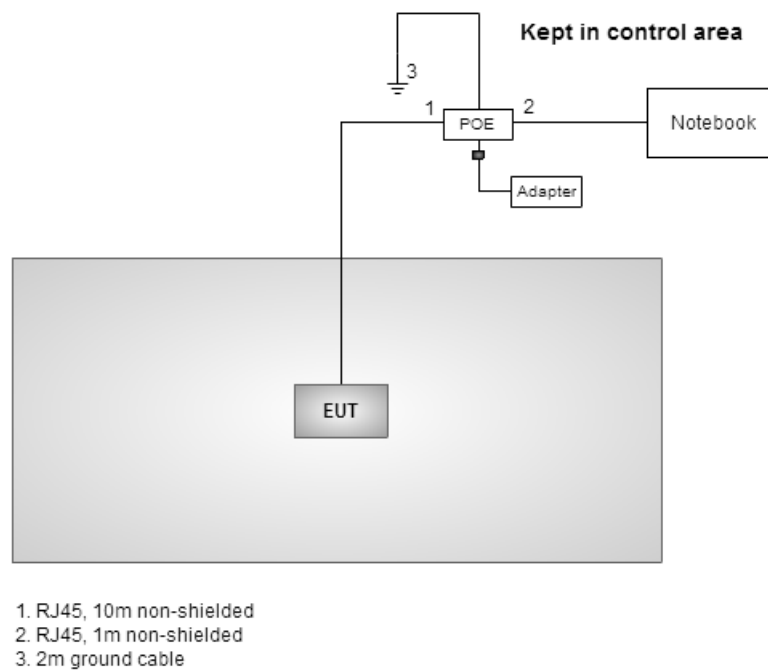 Kept in control area
3
1
POE
2
Notebook
Adapter
EUT
1. RJ45, 10m non-shielded
2. RJ45, 1m non-shielded
3. 2m ground cable